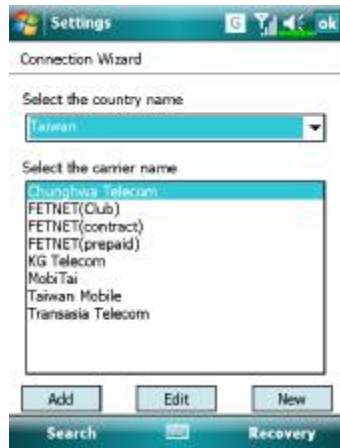 Settings
G
ok
Connection Wizard
Select the country name
Taiwan
Select the carrier name
Chunghwa Telecom
FETNET(Club)
FETNET(contract)
FETNET(prepaid)
KG Telecom
MobiTai
Taiwan Mobile
Transasia Telecom
Add Edit New
Search Recovery